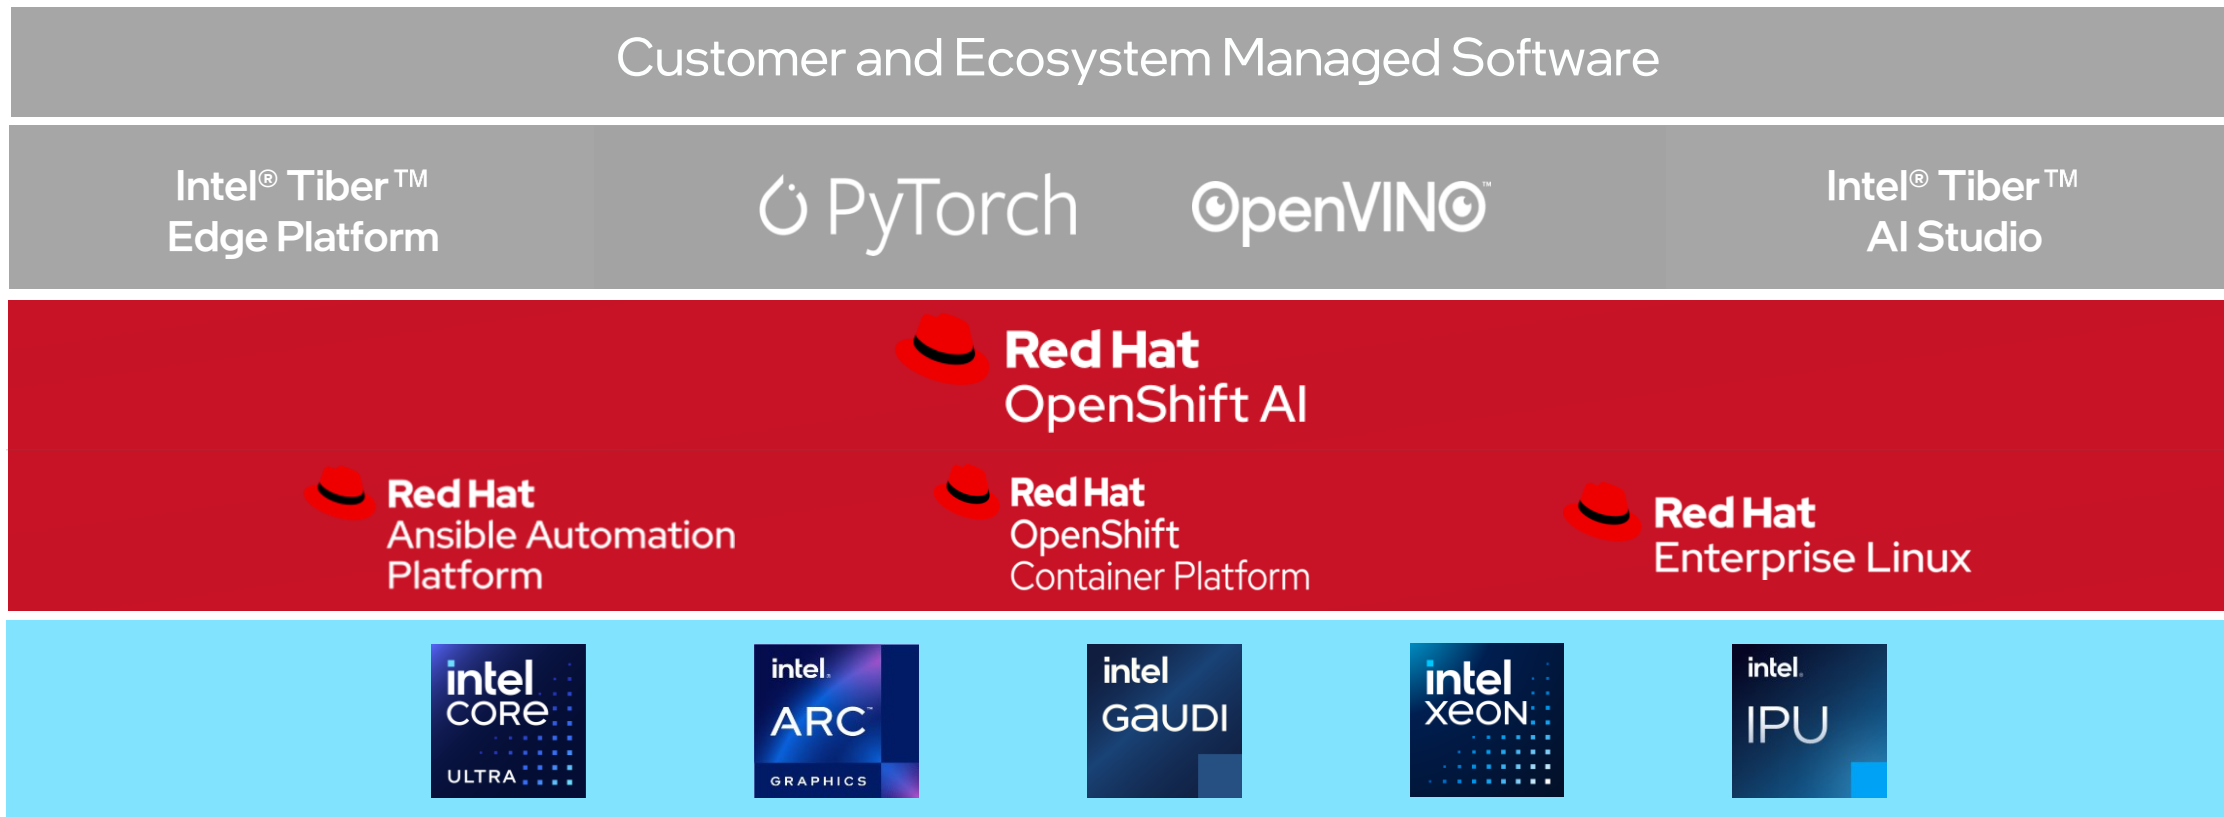 Customer and Ecosystem Managed Software
Intel® Tiber™
Edge Platform
PyTorch
OpenVINO™
Intel® Tiber™
AI Studio
Red Hat
OpenShift AI
Red Hat
Ansible Automation
Platform
Red Hat
OpenShift
Container Platform
Red Hat
Enterprise Linux
intel
CORe
ULTRA
intel.
ARC™
GRAPHICS
intel
GaUDI
intel
XeON
intel.
IPU